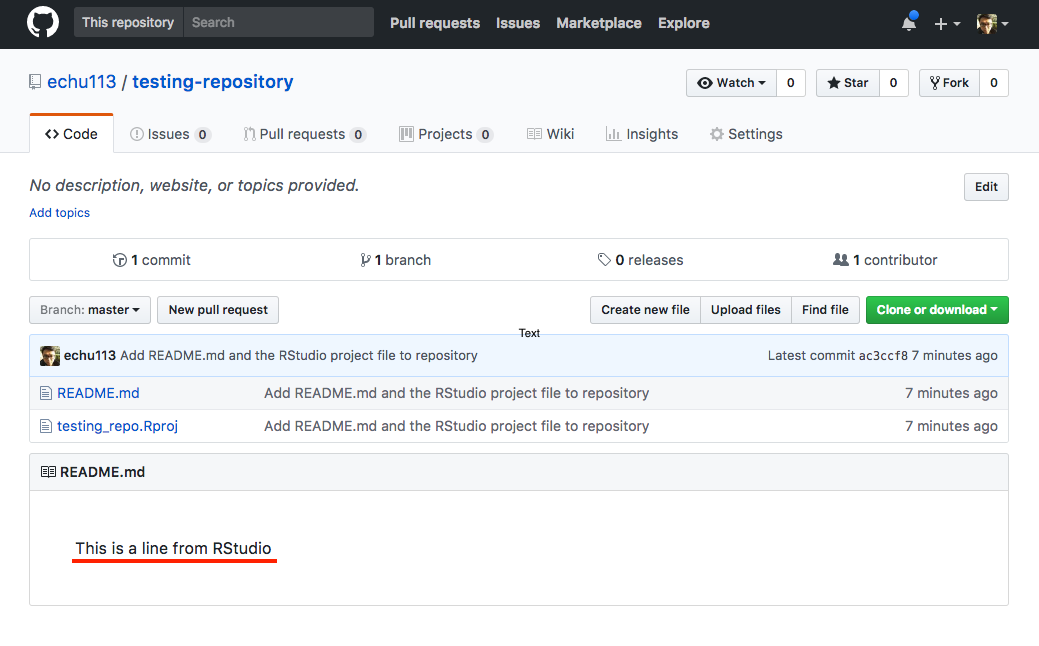 This repository Search Pull requests Issues Marketplace Explore
echu113 / testing-repository Watch 0 Star 0 Fork 0
Code Issues 0 Pull requests 0 Projects 0 Wiki Insights Settings
No description, website, or topics provided. Edit
Add topics
1 commit 1 branch 0 releases 1 contributor
Branch: master New pull request Create new file Upload files Find file Clone or download
Text
echu113 Add README.md and the RStudio project file to repository Latest commit ac3ccf8 7 minutes ago
README.md Add README.md and the RStudio project file to repository 7 minutes ago
testing_repo.Rproj Add README.md and the RStudio project file to repository 7 minutes ago
README.md
This is a line from RStudio